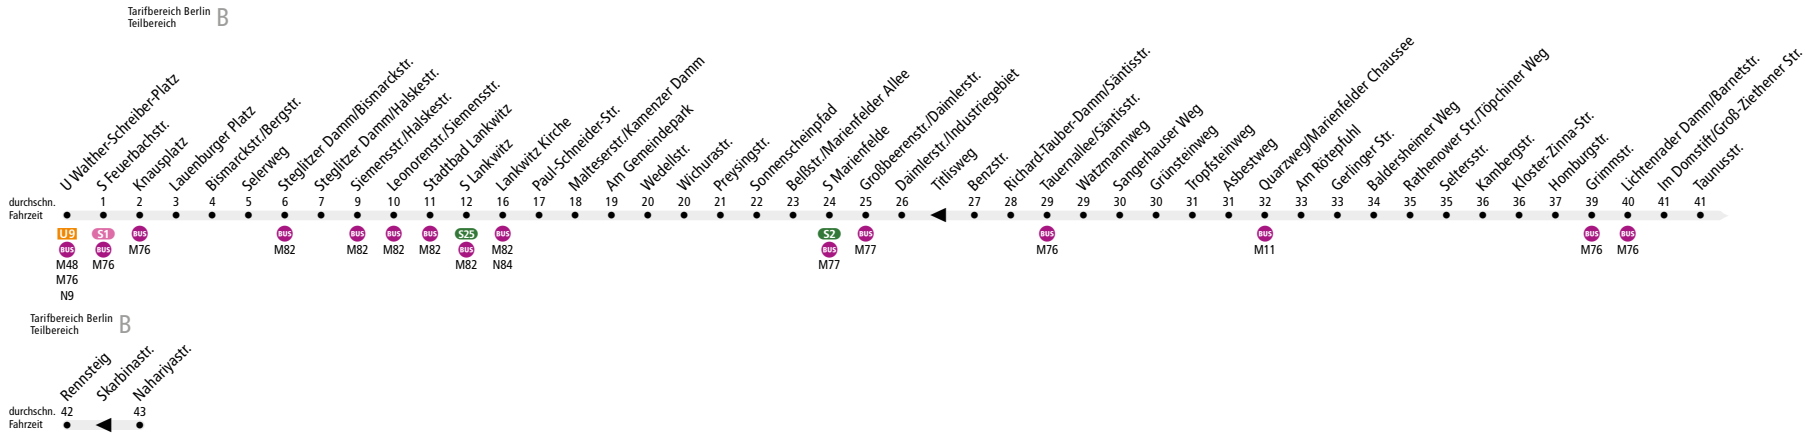 Tarifbereich Berlin
Teilbereich B
U Walther-Schreiber-Platz
S Feuerbachstr.
Knausplatz
Lauenburger Platz
Bismarckstr./Bergstr.
Selerweg
Steglitzer Damm/Bismarckstr.
Steglitzer Damm/Halskestr.
Siemensstr./Halskestr.
Leonorenstr./Siemensstr.
Stadtbad Lankwitz
S Lankwitz
Lankwitz Kirche
Paul-Schneider-Str.
Malteserstr./Kamenzer Damm
Am Gemeindepark
Wedellstr.
Wichurastr.
Preysingstr.
Sonnenscheinpfad
Belßstr./Marienfelder Allee
S Marienfelde
Großbeerenstr./Daimlerstr.
Daimlerstr./Industriegebiet
Titlisweg
Benzstr.
Richard-Tauber-Damm/Säntisstr.
Tauernallee/Säntisstr.
Watzmannweg
Sangerhauser Weg
Grünsteinweg
Tropfsteinweg
Asbestweg
Quarzweg/Marienfelder Chaussee
Am Rötepfuhl
Gerlinger Str.
Baldersheimer Weg
Rathenower Str./Töpchiner Weg
Selterstr.
Kambergstr.
Kloster-Zinna-Str.
Homburgstr.
Grimmstr.
Lichtenrader Damm/Barnetstr.
Im Domstift/Groß-Ziethener Str.
Taunusstr.
durchschn. 1 2 3 4 5 6 7 9 10 11 12 16 17 18 19 20 20 21 22 23 24 25 26 27 28 29 29 30 30 31 31 32 33 33 34 35 35 36 36 37 39 40 41 41
Fahrzeit
U9 S1 BUS BUS BUS BUS BUS S25 BUS S2 BUS BUS BUS BUS BUS
BUS BUS M76 M82 M82 M82 M82 BUS M82 BUS M77 M76 M11 M76 M76
M48 M76 M82 N84 M77
M76
N9
Tarifbereich Berlin
Teilbereich B
Rennsteig
Skarbinastr.
Nahariyastr.
durchschn. 42 43
Fahrzeit